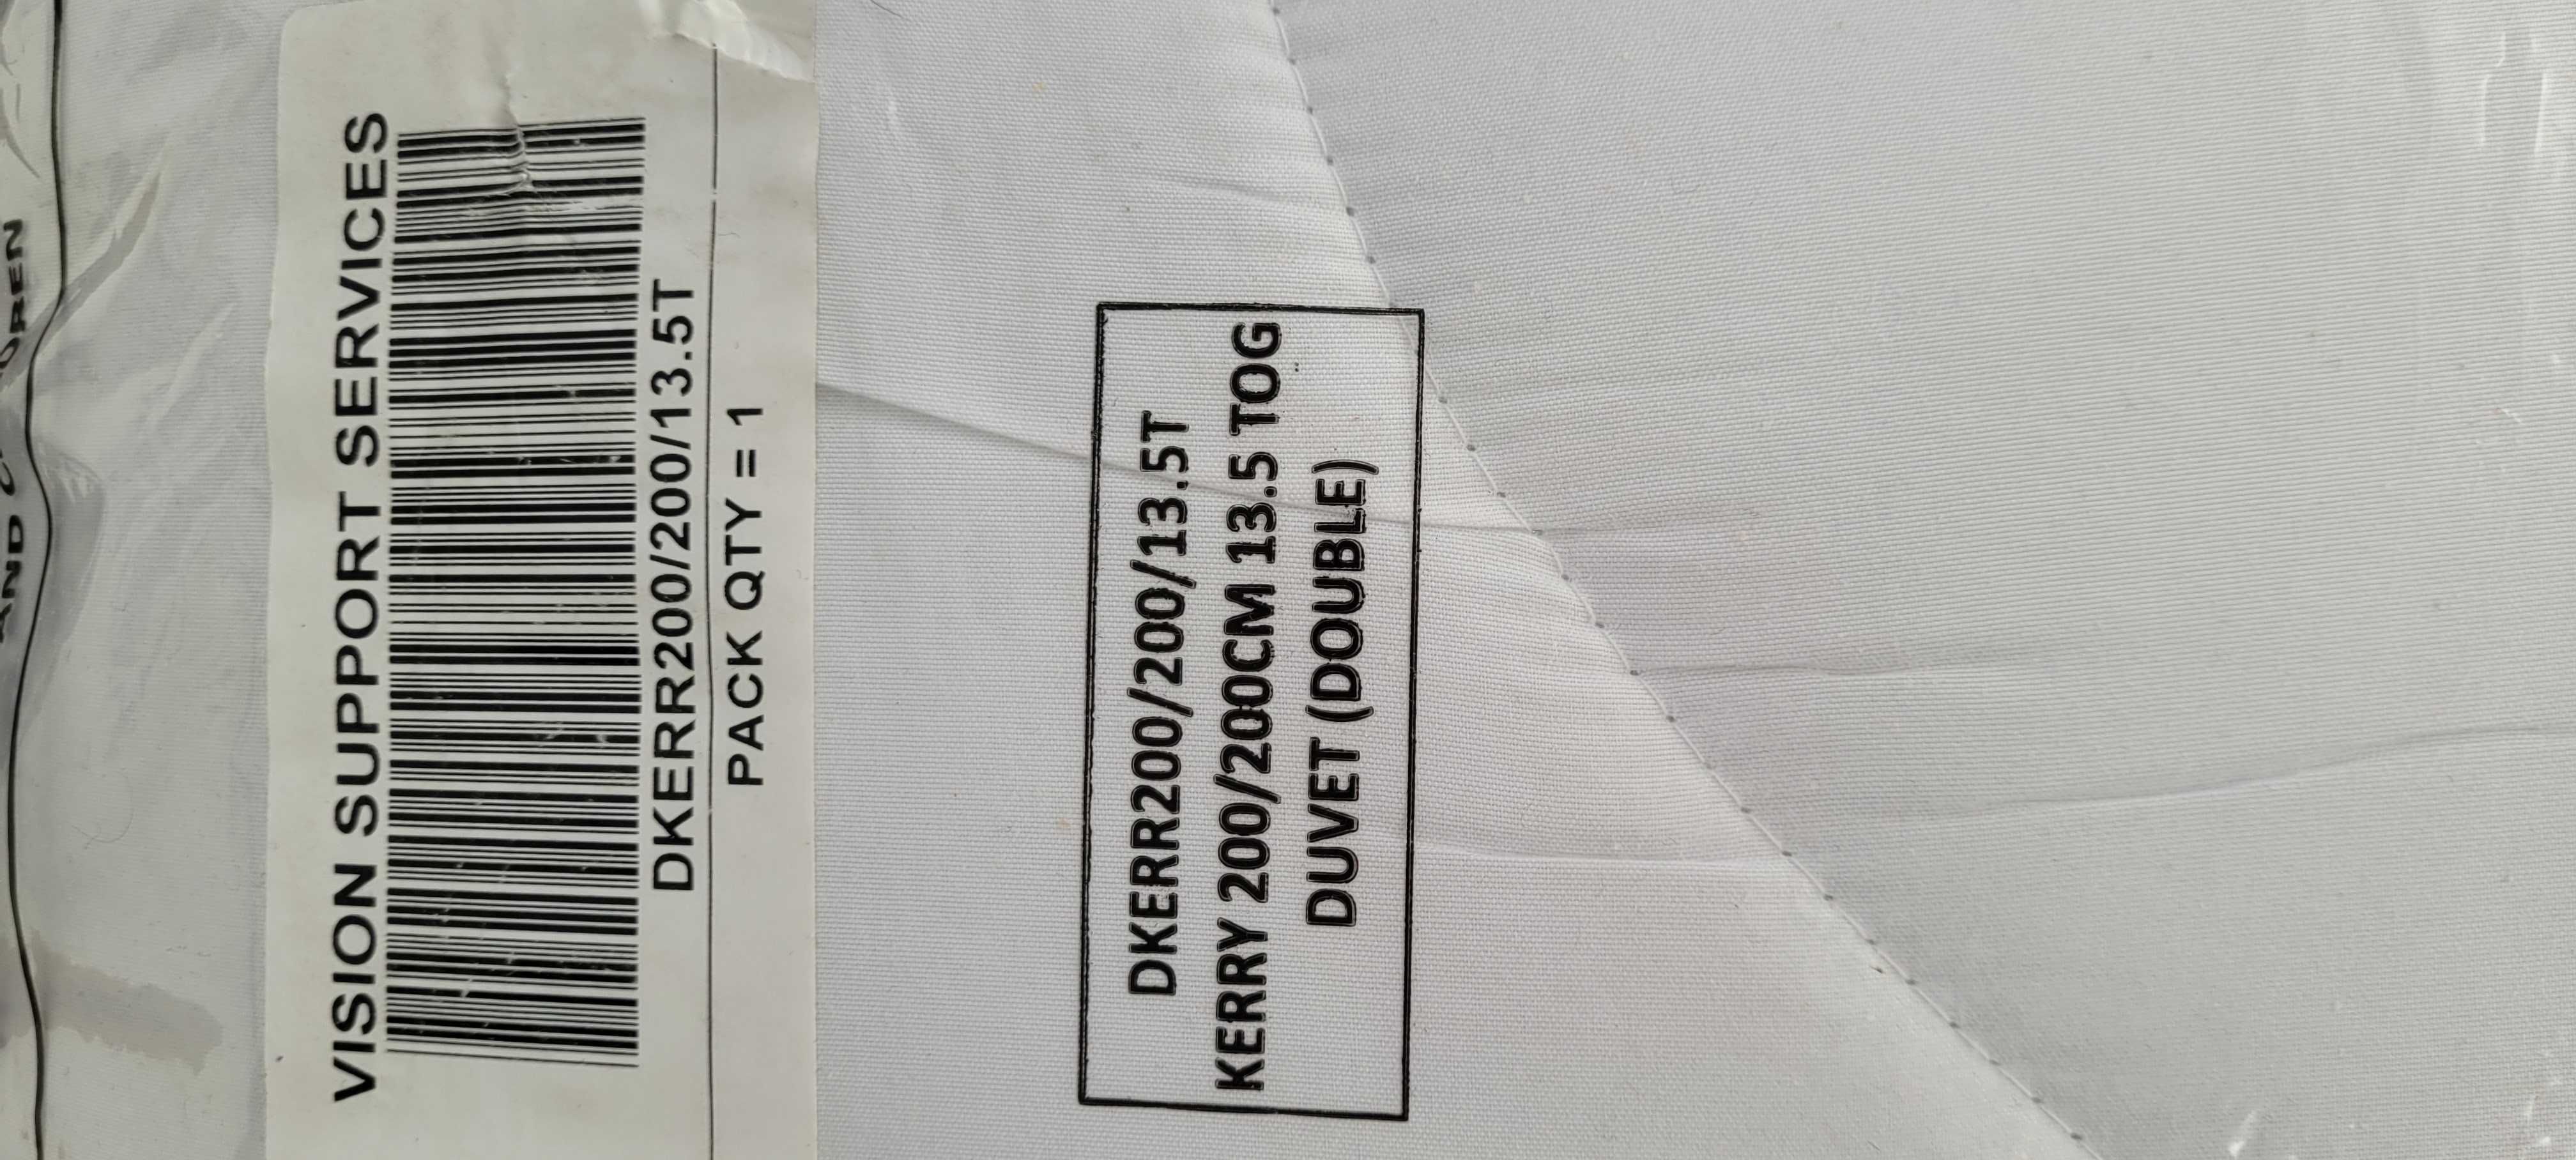 AND
VISION SUPPORT SERVICES
DKERR200/200/13.5T
PACK QTY = 1
DKERR200/200/13.5T
KERRY 200/200CM 13.5 TOG
DUVET (DOUBLE)